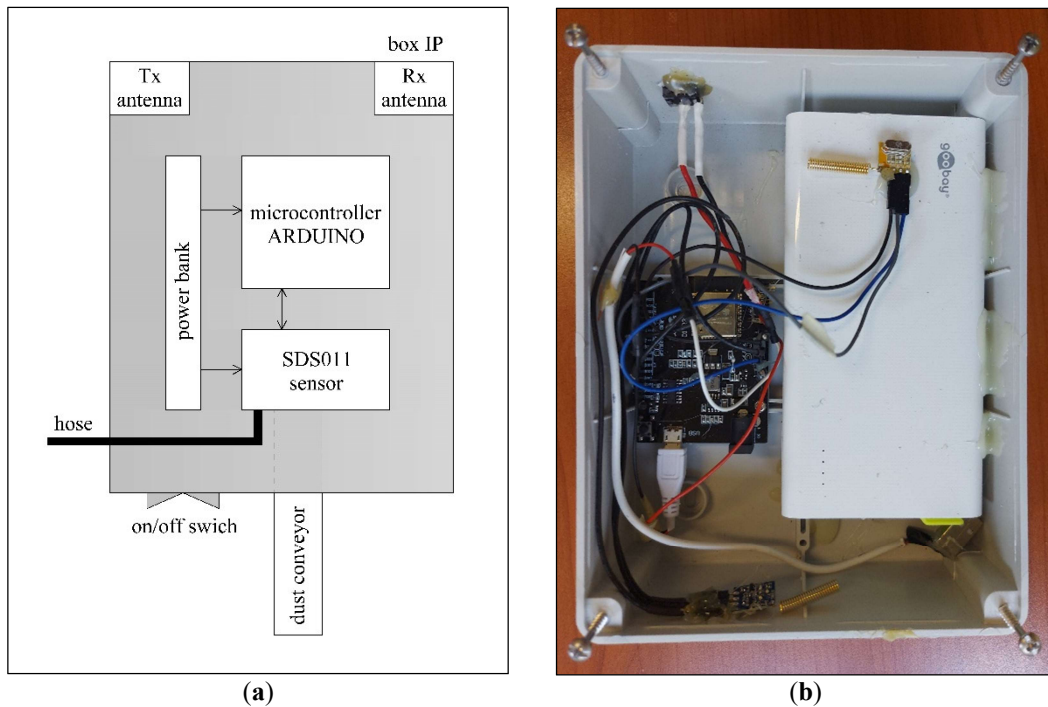 box IP
Tx
antenna
Rx
antenna
power bank
microcontroller
ARDUINO
SDS011
sensor
hose
on/off swich
dust conveyor
goobay
USB
(a)
(b)